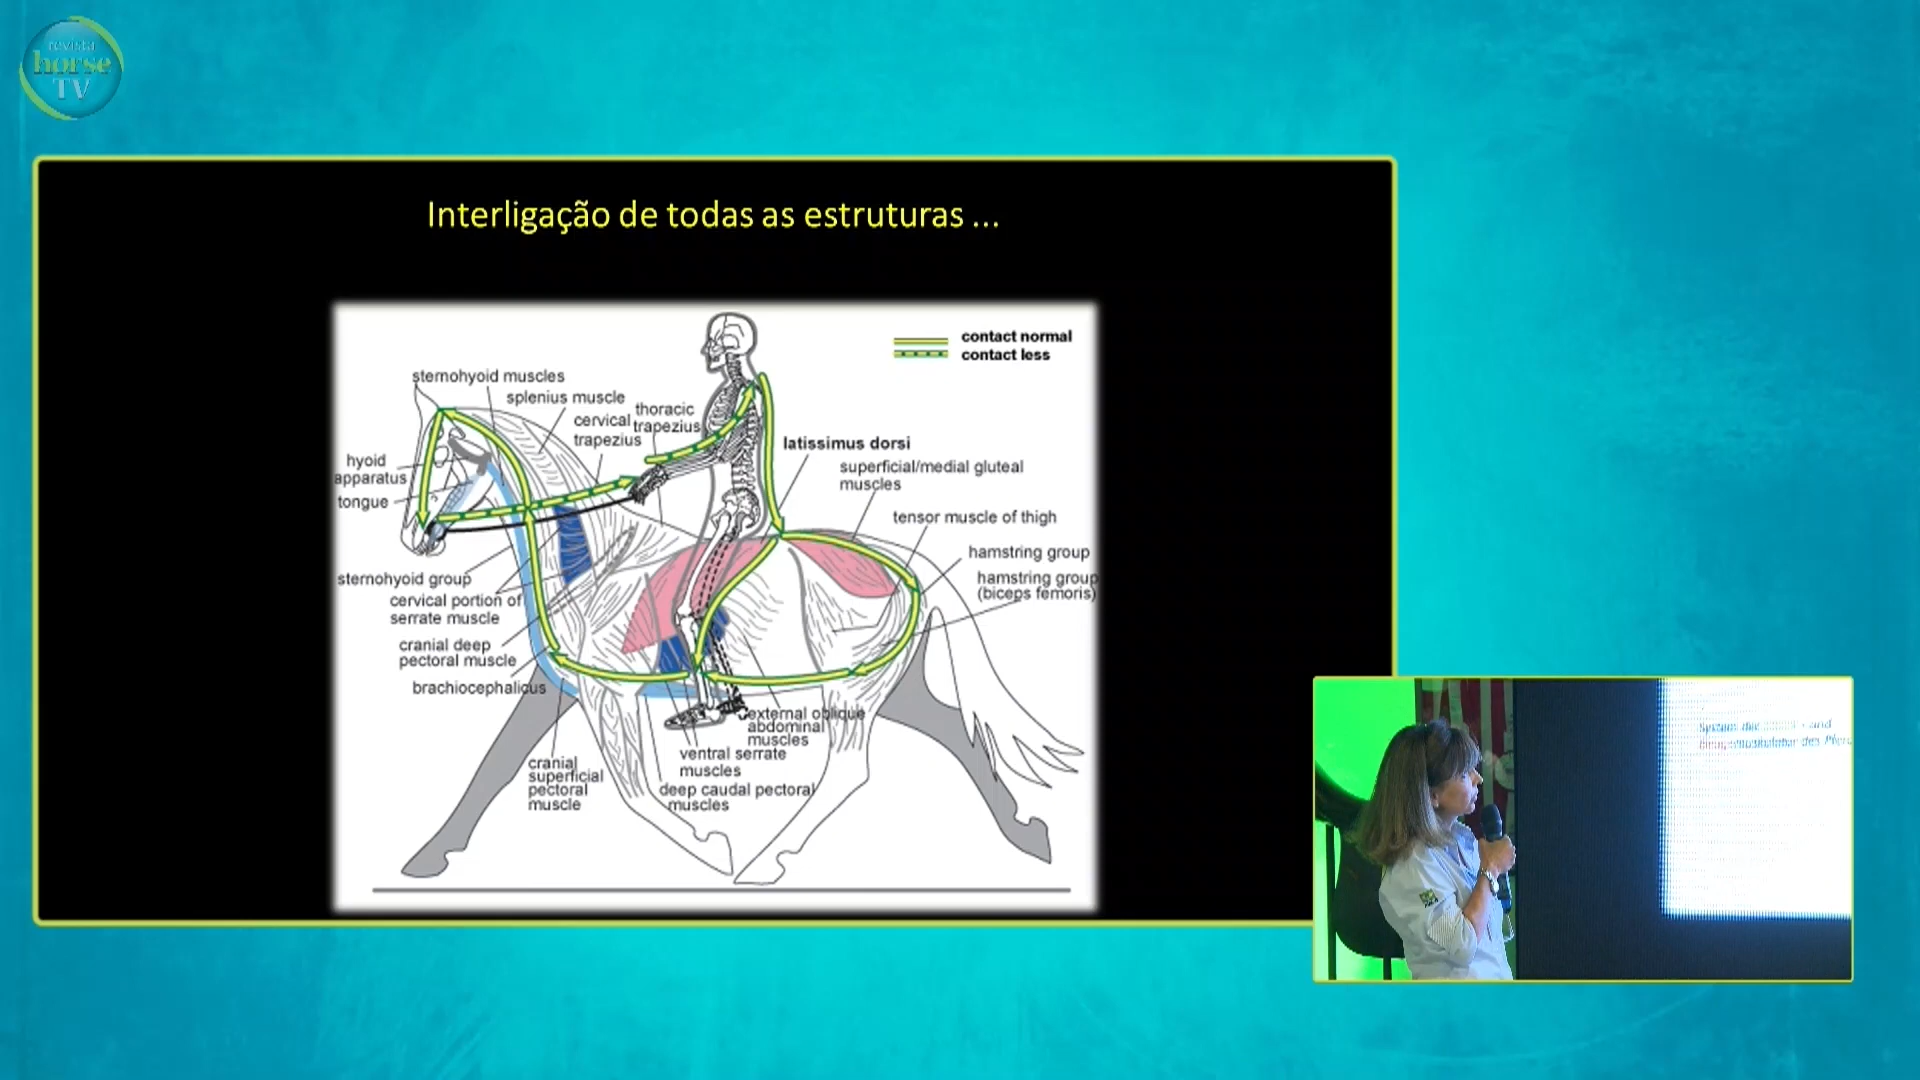 revista
horse
TV
Interligação de todas as estruturas ...
contact normal
contact less
sternohyoid muscles
splenius muscle
cervical
trapezius
thoracic
trapezius
latissimus dorsi
superficial/medial gluteal
muscles
hyoid
apparatus
tongue
tensor muscle of thigh
hamstring group
hamstring group
(biceps femoris)
sternohyoid group
cervical portion of
serrate muscle
cranial deep
pectoral muscle
brachiocephalicus
external oblique
abdominal
muscles
ventral serrate
muscles
deep caudal pectoral
muscles
cranial
superficial
pectoral
muscle